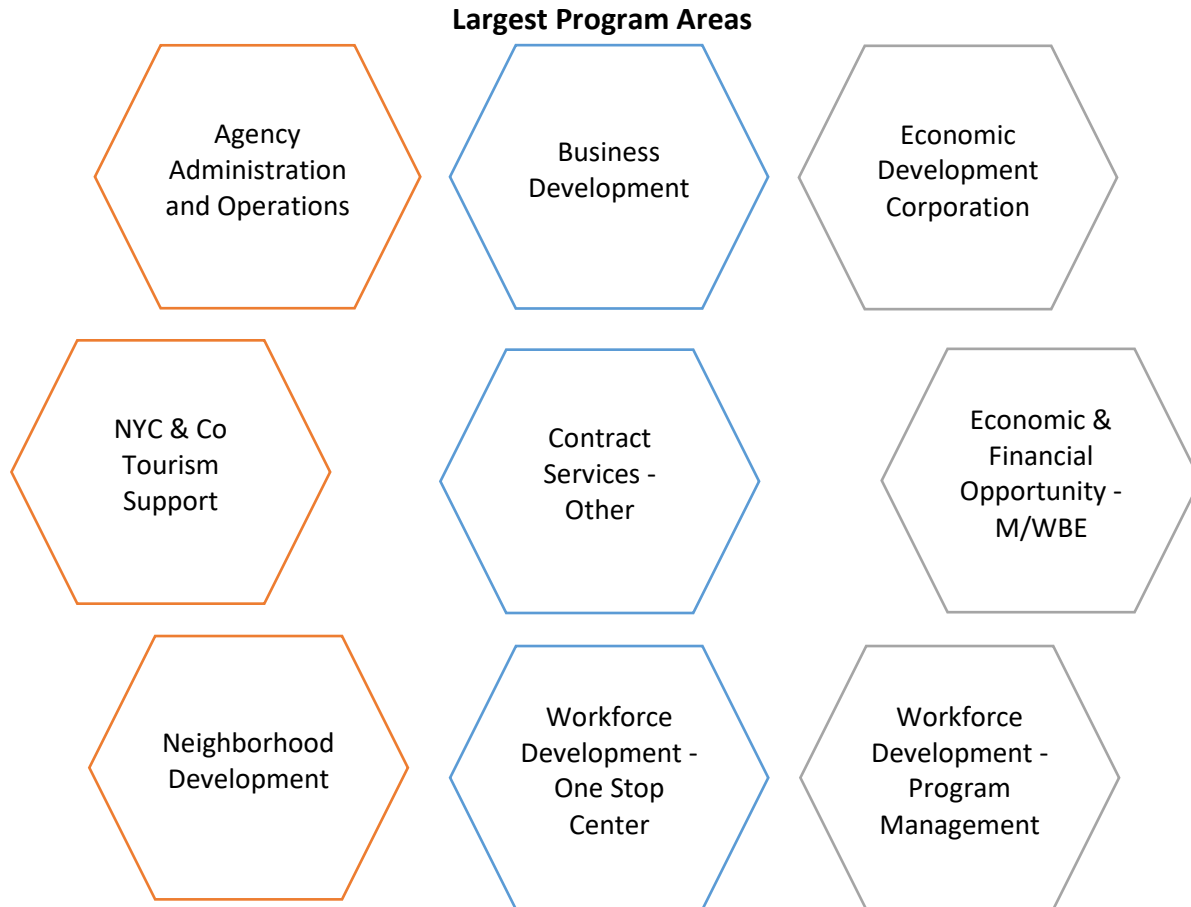 Largest Program Areas
Agency
Administration
and Operations
Business
Development
Economic
Development
Corporation
NYC & Co
Tourism
Support
Contract
Services -
Other
Economic &
Financial
Opportunity -
M/WBE
Neighborhood
Development
Workforce
Development -
One Stop
Center
Workforce
Development -
Program
Management